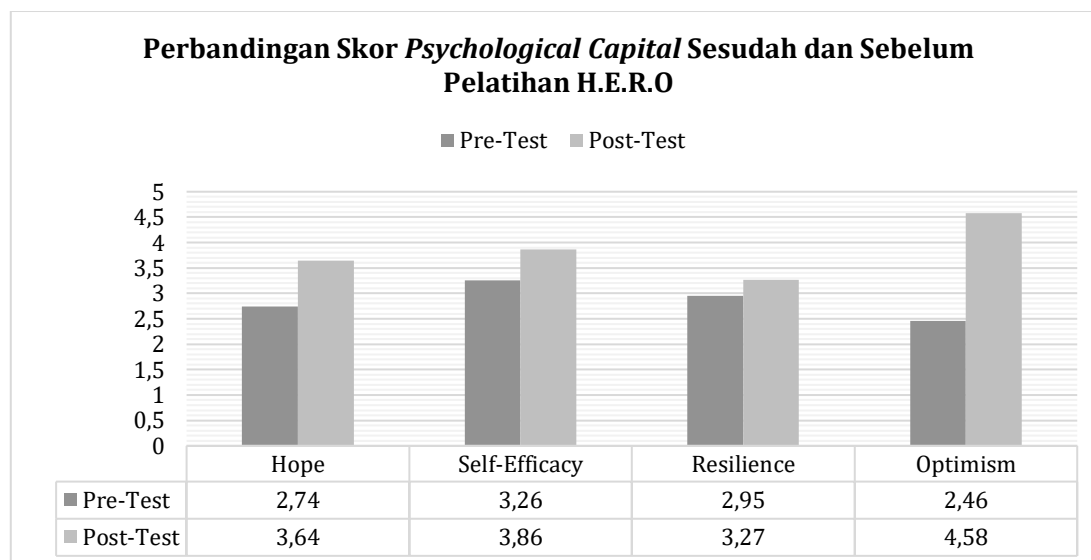 Perbandingan Skor Psychological Capital Sesudah dan Sebelum
Pelatihan H.E.R.O
Pre-Test Post-Test
5
4,5
4
3,5
3
2,5
2
1,5
1
0,5
0
Hope Self-Efficacy Resilience Optimism
Pre-Test 2,74 3,26 2,95 2,46
Post-Test 3,64 3,86 3,27 4,58